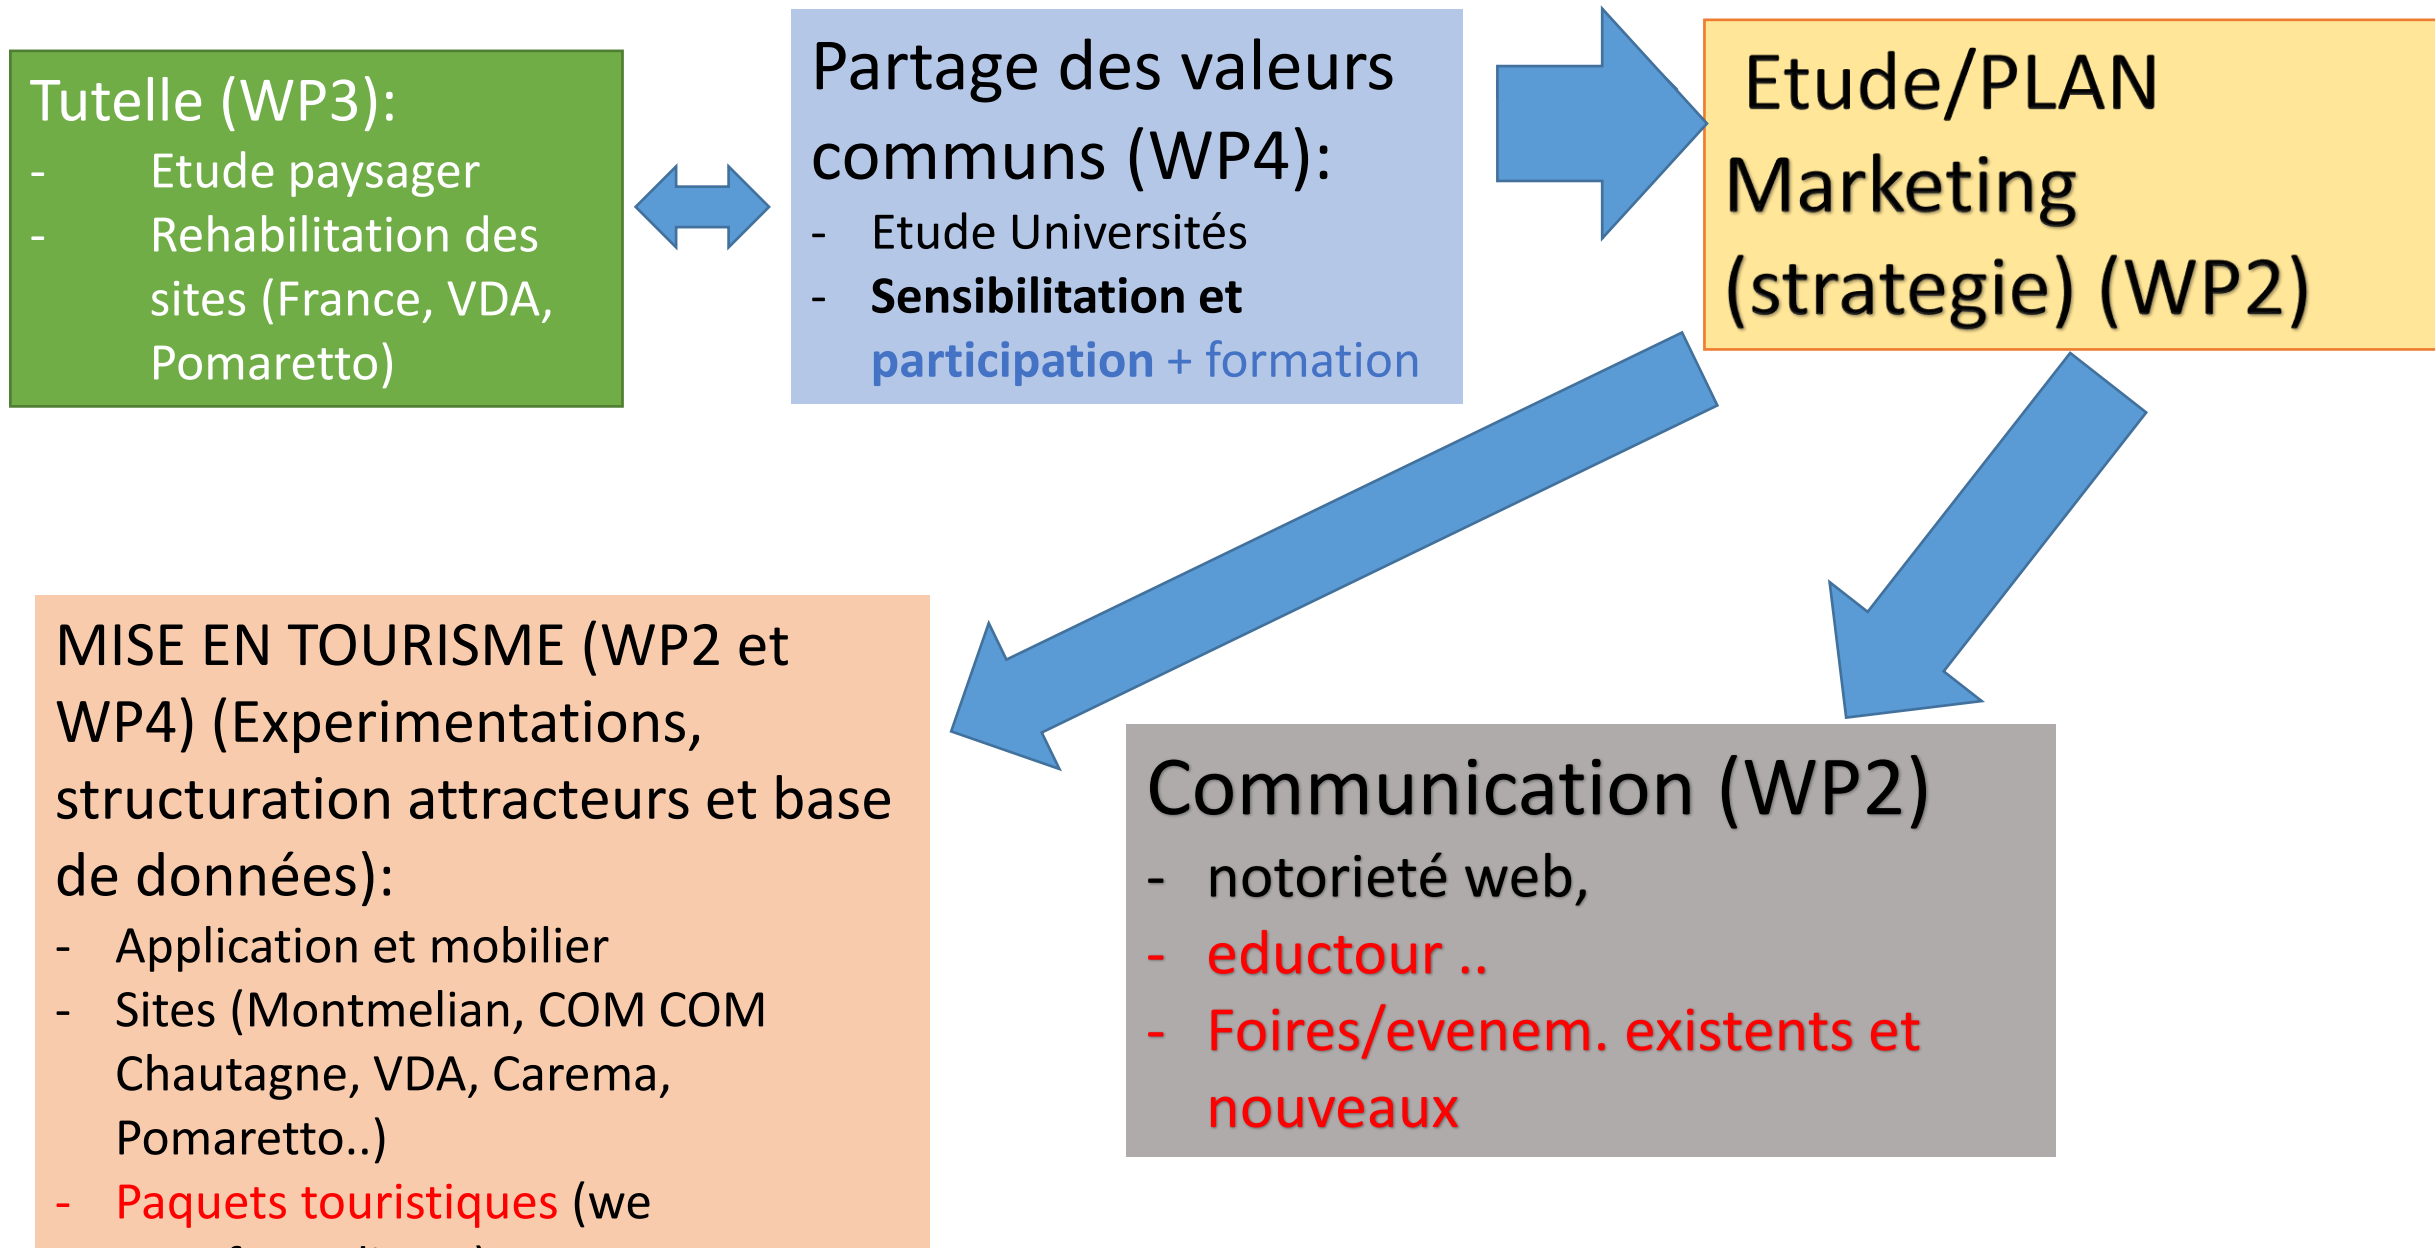 Tutelle (WP3):
- Etude paysager
- Rehabilitation des
sites (France, VDA,
Pomaretto)
Partage des valeurs
communs (WP4):
- Etude Universités
- Sensibilitation et
participation + formation
Etude/PLAN
Marketing
(strategie) (WP2)
MISE EN TOURISME (WP2 et
WP4) (Experimentations,
structuration attracteurs et base
de données):
- Application et mobilier
- Sites (Montmelian, COM COM
Chautagne, VDA, Carema,
Pomaretto..)
- Paquets touristiques (we
Communication (WP2)
- notorieté web,
- eductour ..
- Foires/evenem. existents et
nouveaux